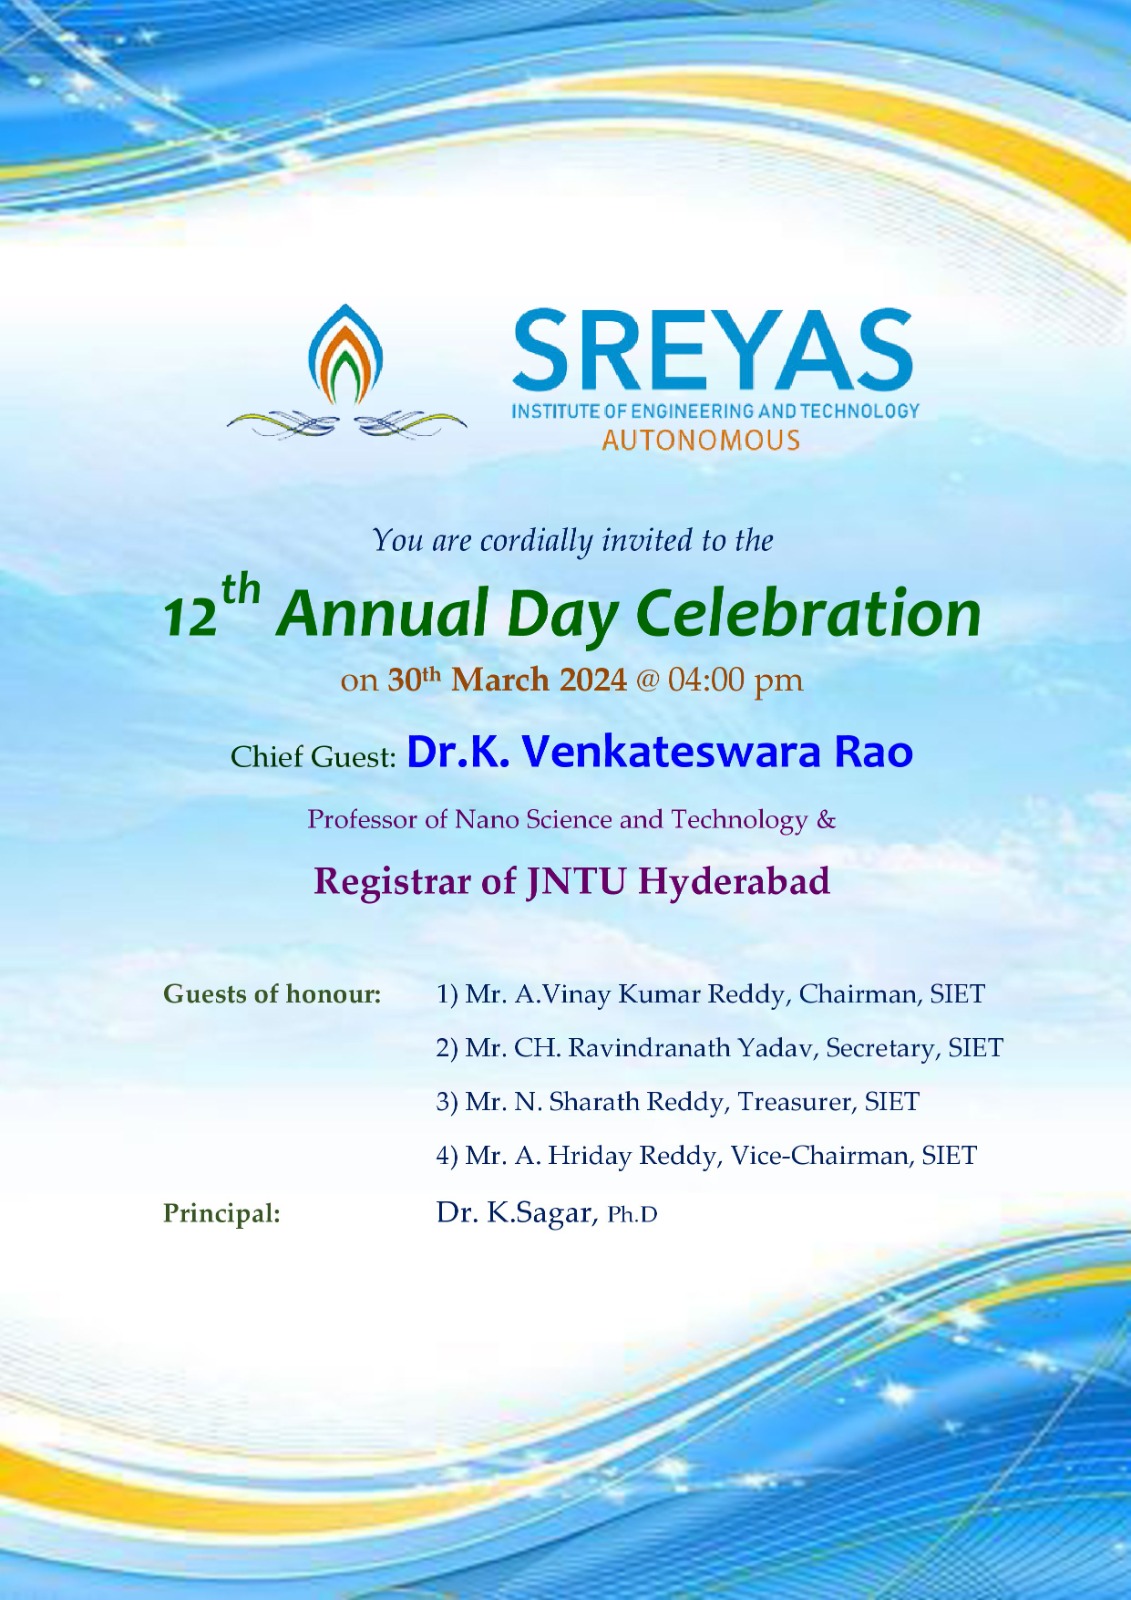 SREYAS
INSTITUTE OF ENGINEERING AND TECHNOLOGY
AUTONOMOUS
You are cordially invited to the
12th Annual Day Celebration
on 30th March 2024 @ 04:00 pm
Chief Guest: Dr.K. Venkateswara Rao
Professor of Nano Science and Technology &
Registrar of JNTU Hyderabad
Guests of honour: 1) Mr. A.Vinay Kumar Reddy, Chairman, SIET
2) Mr. CH. Ravindranath Yadav, Secretary, SIET
3) Mr. N. Sharath Reddy, Treasurer, SIET
4) Mr. A. Hriday Reddy, Vice-Chairman, SIET
Principal: Dr. K.Sagar, Ph.D